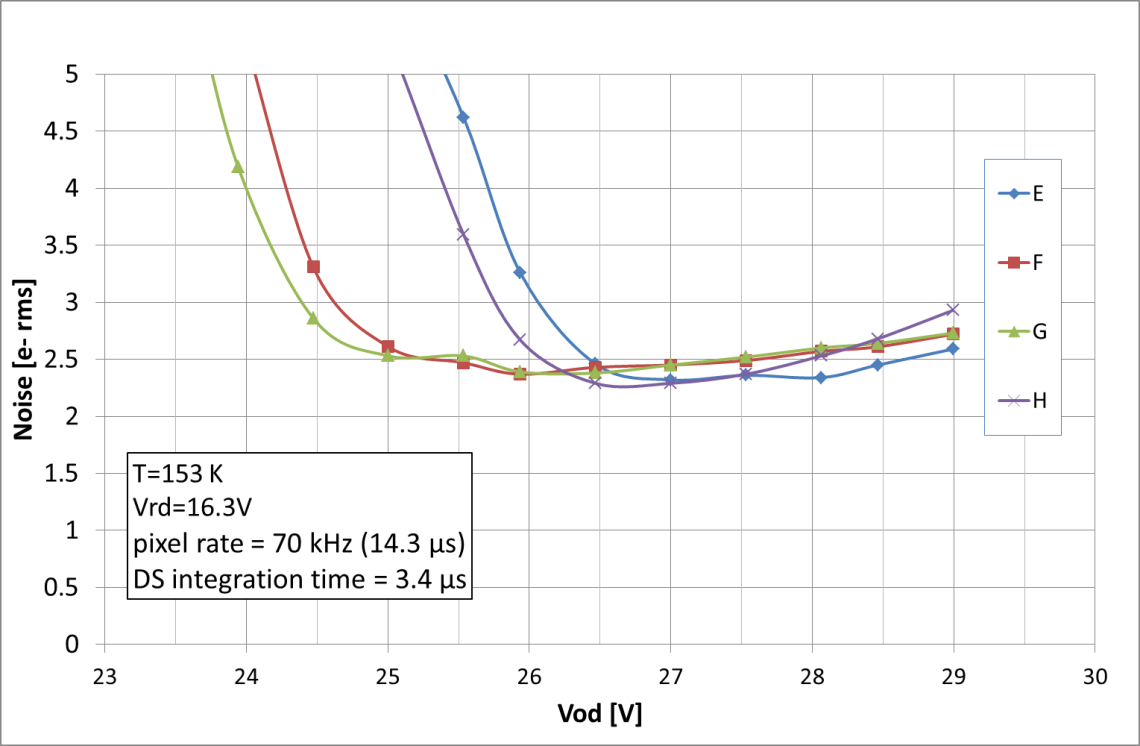 5
4.5
4
3.5
3
2.5
2
1.5
1
0.5
0
Noise [e- rms]
E
F
G
H
T=153 K
Vrd=16.3V
pixel rate = 70 kHz (14.3 µs)
DS integration time = 3.4 µs
23 24 25 26 27 28 29 30
Vod [V]